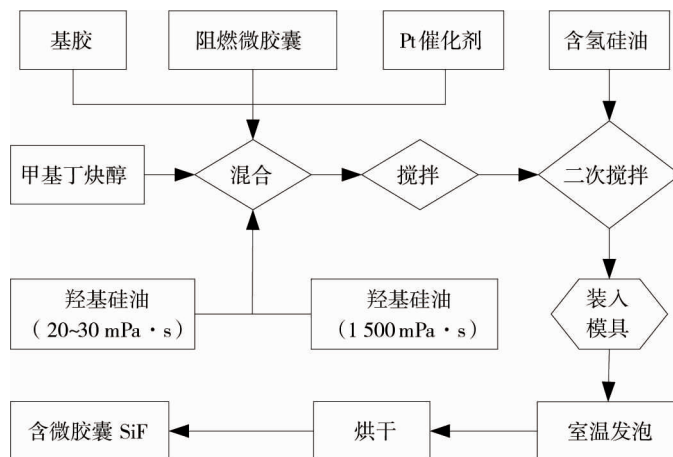 基胶
阻燃微胶囊
Pt 催化剂
含氢硅油
甲基丁炔醇
混合
搅拌
二次搅拌
羟基硅油
(20~30 mPa·s)
羟基硅油
(1 500 mPa·s)
装入
模具
含微胶囊 SiF
烘干
室温发泡